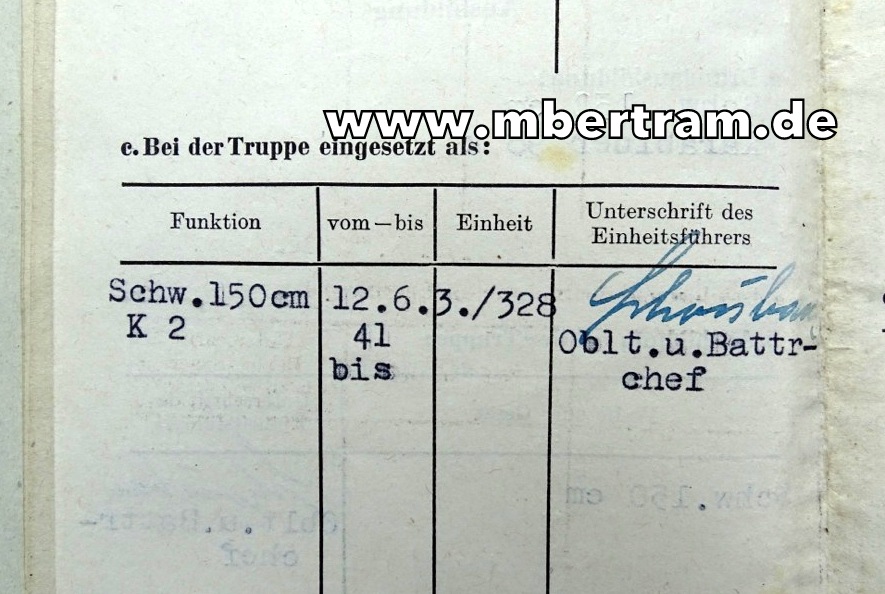 www.mbertram.de
c. Bei der Truppe eingesetzt als:
Funktion
vom — bis
Einheit
Unterschrift des
Einheitsführers
Schw.150cm
K 2
12.6.
41
bis
3./328
Oblt.u.Battr-
chef